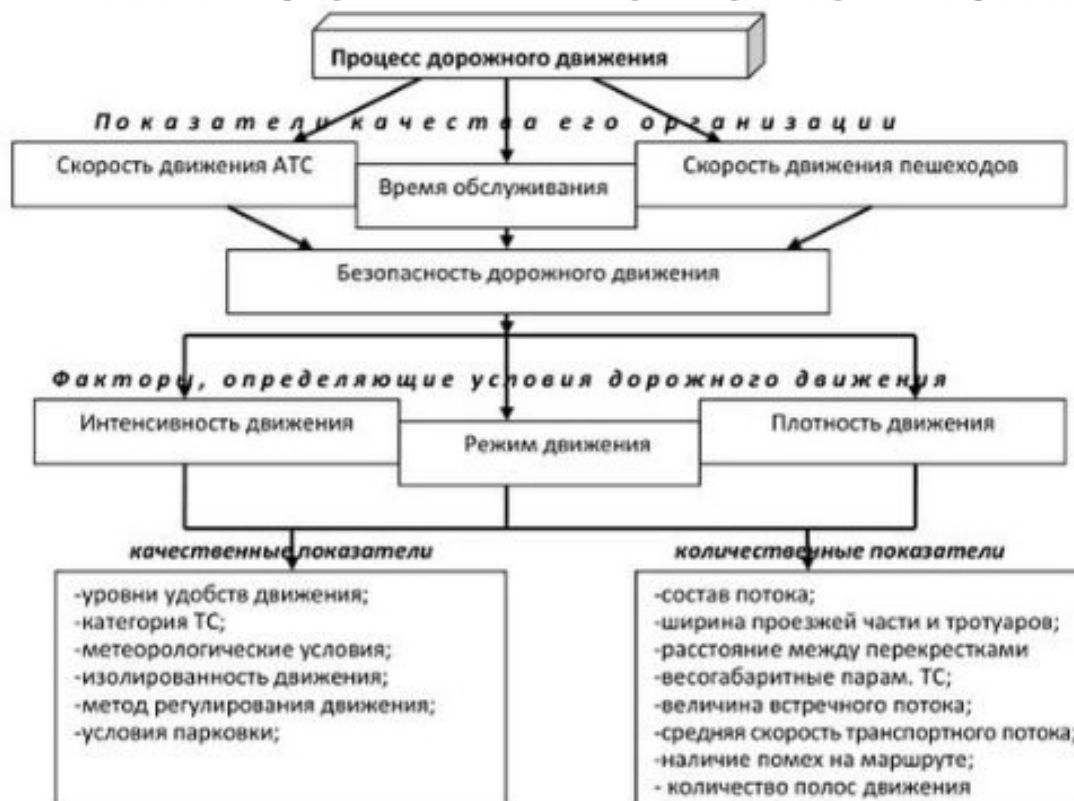 Процесс дорожного движения
Показатели качества его организации
Скорость движения АТС
Время обслуживания
Скорость движения пешеходов
Безопасность дорожного движения
Факторы, определяющие условия дорожного движения
Интенсивность движения
Режим движения
Плотность движения
качественные показатели
-уровни удобств движения;
-категория ТС;
-метеорологические условия;
-изолированность движения;
-метод регулирования движения;
-условия парковки;
количественные показатели
-состав потока;
-ширина проезжей части и тротуаров;
-расстояние между перекрестками
-весогабаритные парам. ТС;
-величина встречного потока;
-средняя скорость транспортного потока;
-наличие помех на маршруте;
- количество полос движения